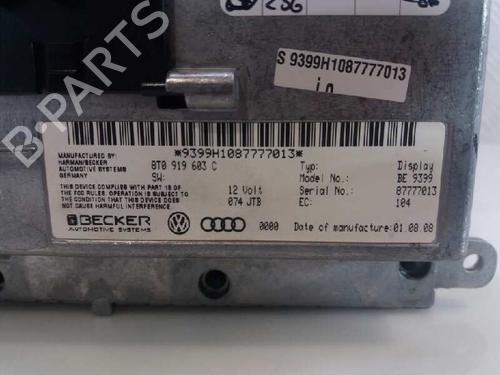 S 9399H1087777013
*9399H1087777013*
MANUFACTURED BY:
HARMAN/BECKER
AUTOMOTIVE SYSTEMS
GERMANY
8T0 919 603 C
SW:
Typ: Display
Model No.: BE 9399
THIS DEVICE COMPLIES WITH PART 15 OF
THE FCC RULES. OPERATION IS SUBJECT TO
THE CONDITION THAT THIS DEVICE DOES
NOT CAUSE HARMFUL INTERFERENCE
12 Volt
074 JTB
Serial No.: 87777013
EC: 104
BECKER
AUTOMOTIVE SYSTEMS
0000
Date of manufacture: 01.08.08
B-PARTS